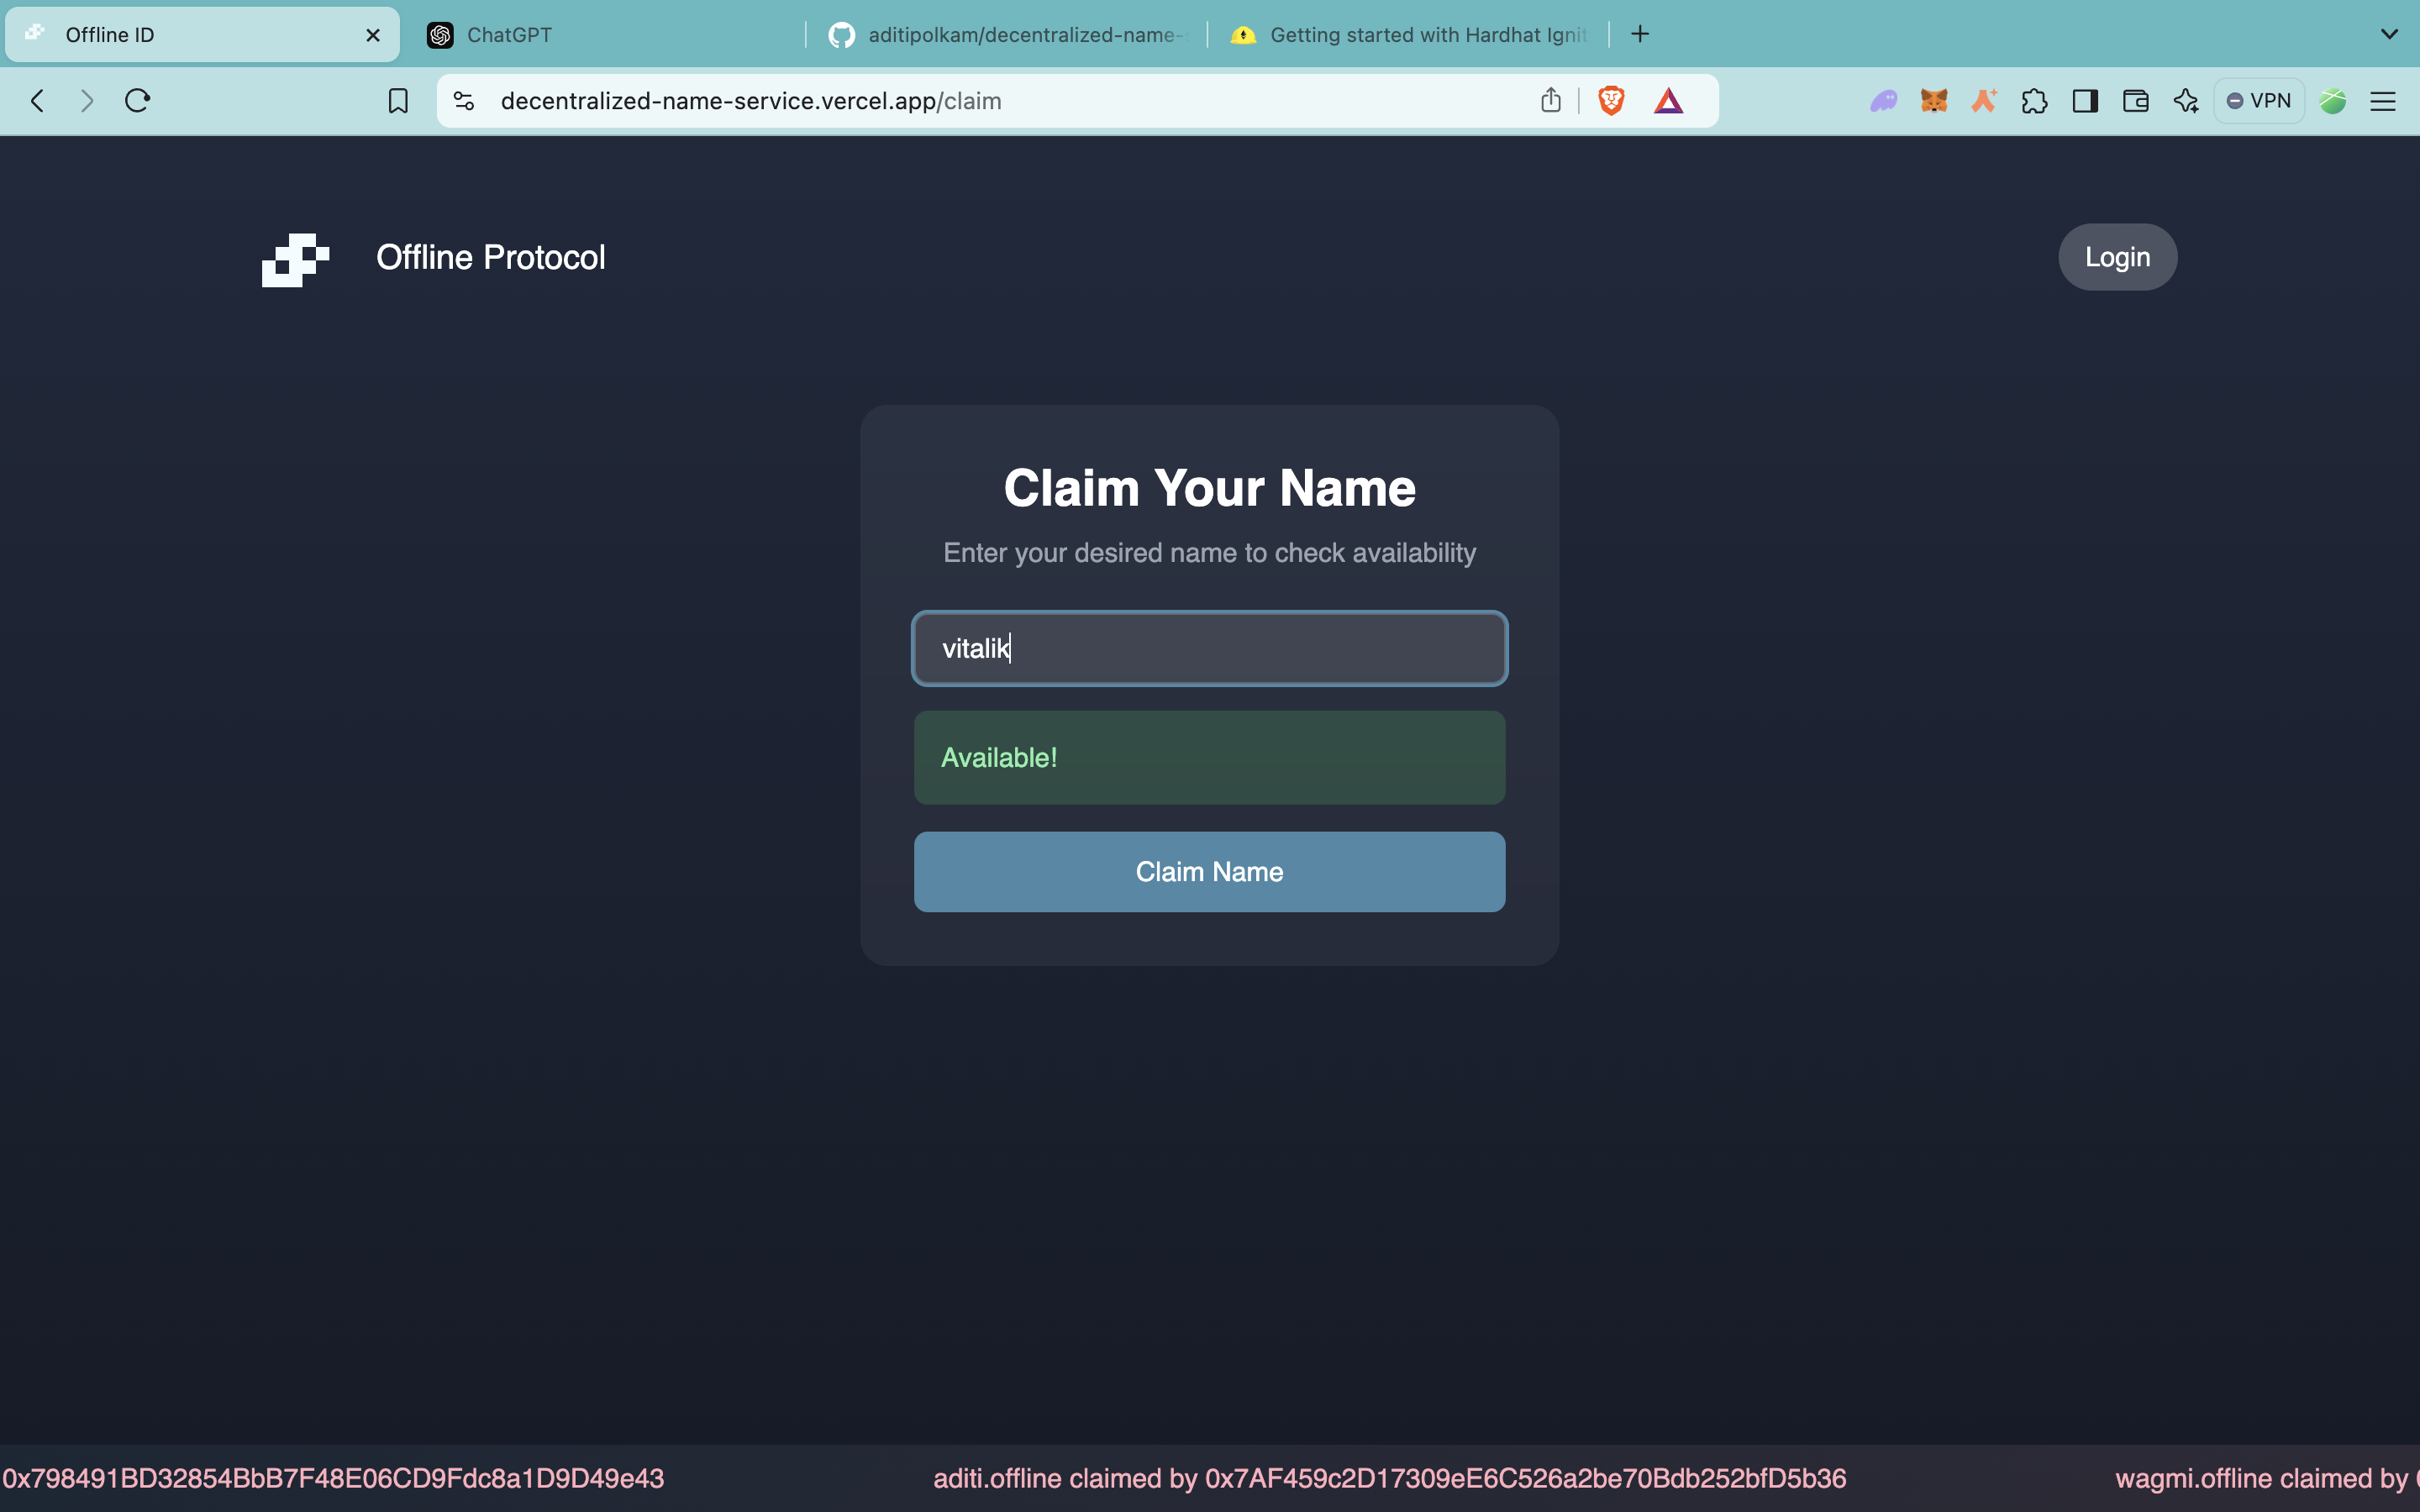 Offline ID
ChatGPT
aditipolkam/decentralized-name-
Getting started with Hardhat Ignit
decentralized-name-service.vercel.app/claim
VPN
Offline Protocol
Login
Claim Your Name
Enter your desired name to check availability
vitalik
Available!
Claim Name
0x798491BD32854BbB7F48E06CD9Fdc8a1D9D49e43
aditi.offline claimed by 0x7AF459c2D17309eE6C526a2be70Bdb252bfD5b36
wagmi.offline claimed by